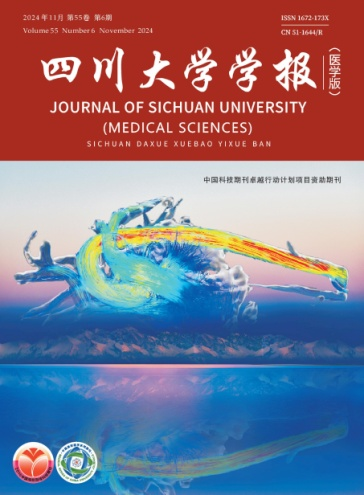 2024年11月 第55卷 第6期
Volume 55 Number 6 November 2024
ISSN 1672-173X
CN 51-1644/R
四川大学学报
(医学版)
JOURNAL OF SICHUAN UNIVERSITY
(MEDICAL SCIENCES)
SICHUAN DAXUE XUEBAO YIXUE BAN
中国科技期刊卓越行动计划项目资助期刊